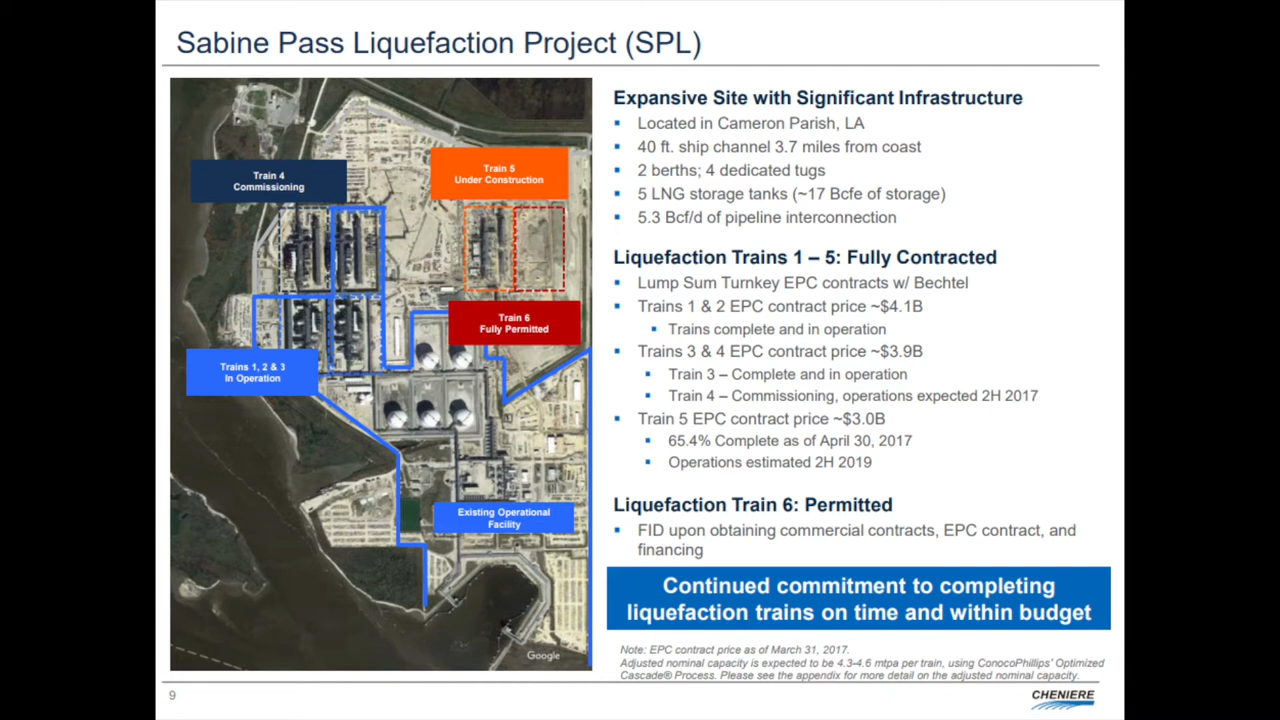 Sabine Pass Liquefaction Project (SPL)
Train 4
Commissioning
Train 5
Under Construction
Train 6
Fully Permitted
Trains 1, 2 & 3
In Operation
Existing Operational
Facility
Google
Expansive Site with Significant Infrastructure
▪ Located in Cameron Parish, LA
▪ 40 ft. ship channel 3.7 miles from coast
▪ 2 berths; 4 dedicated tugs
▪ 5 LNG storage tanks (~17 Bcfe of storage)
▪ 5.3 Bcf/d of pipeline interconnection
Liquefaction Trains 1 – 5: Fully Contracted
▪ Lump Sum Turnkey EPC contracts w/ Bechtel
▪ Trains 1 & 2 EPC contract price ~$4.1B
▪ Trains complete and in operation
▪ Trains 3 & 4 EPC contract price ~$3.9B
▪ Train 3 – Complete and in operation
▪ Train 4 – Commissioning, operations expected 2H 2017
▪ Train 5 EPC contract price ~$3.0B
▪ 65.4% Complete as of April 30, 2017
▪ Operations estimated 2H 2019
Liquefaction Train 6: Permitted
▪ FID upon obtaining commercial contracts, EPC contract, and
financing
Continued commitment to completing
liquefaction trains on time and within budget
Note: EPC contract price as of March 31, 2017.
Adjusted nominal capacity is expected to be 4.3-4.6 mtpa per train, using ConocoPhillips' Optimized
Cascade® Process. Please see the appendix for more detail on the adjusted nominal capacity.
9
CHENIERE